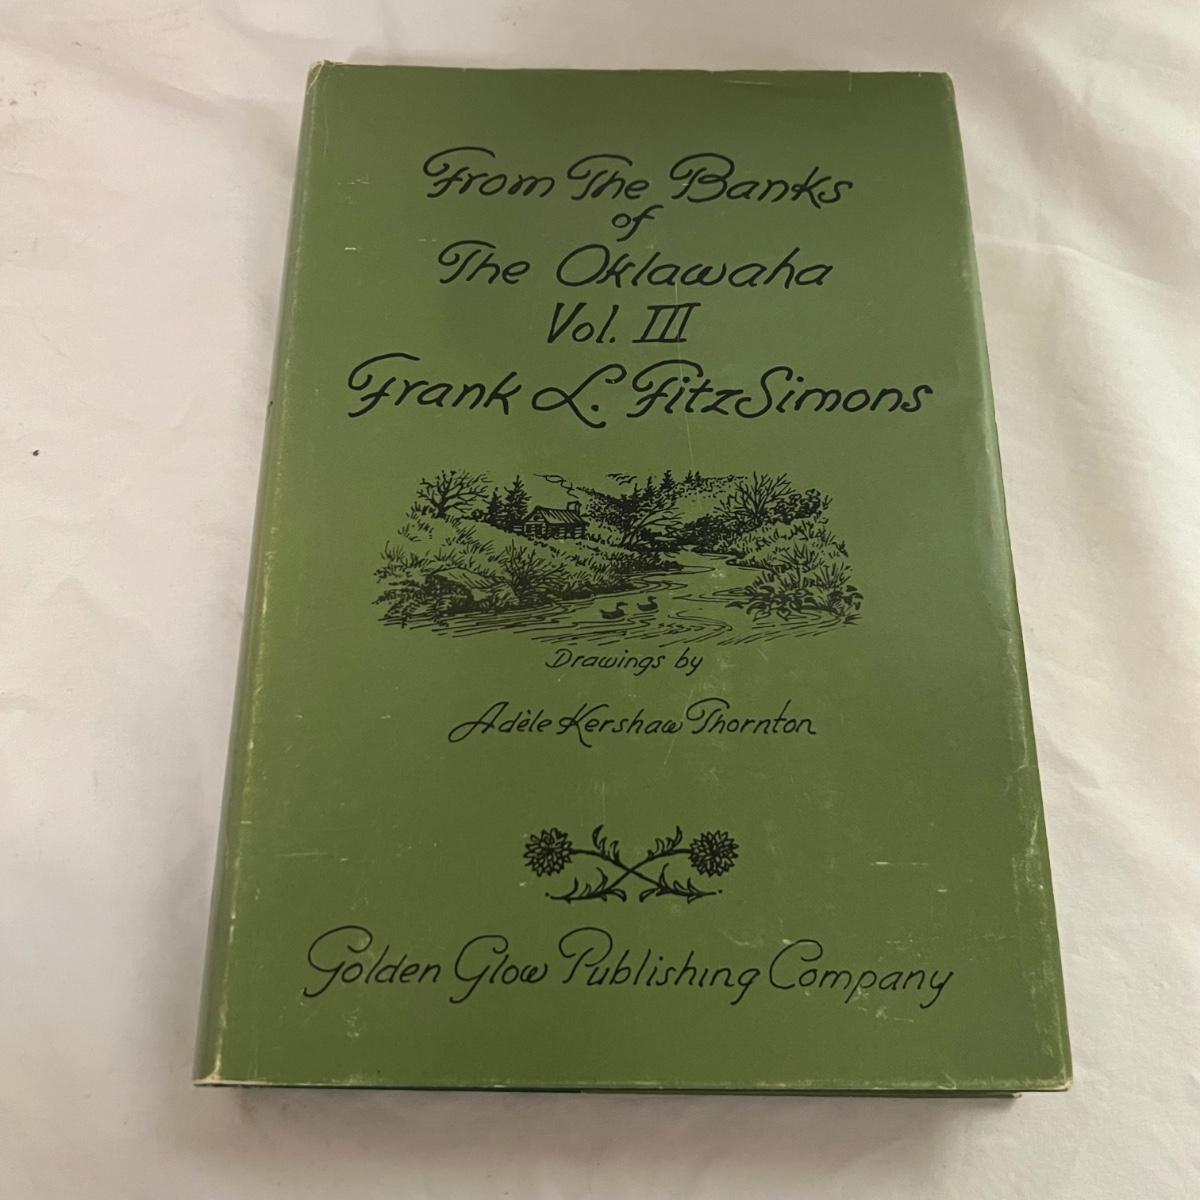 From The Banks
of
The Oklawaha
Vol. III
Frank L. FitzSimons
Drawings by
Adèle Kershaw Thornton
Golden Glow Publishing Company